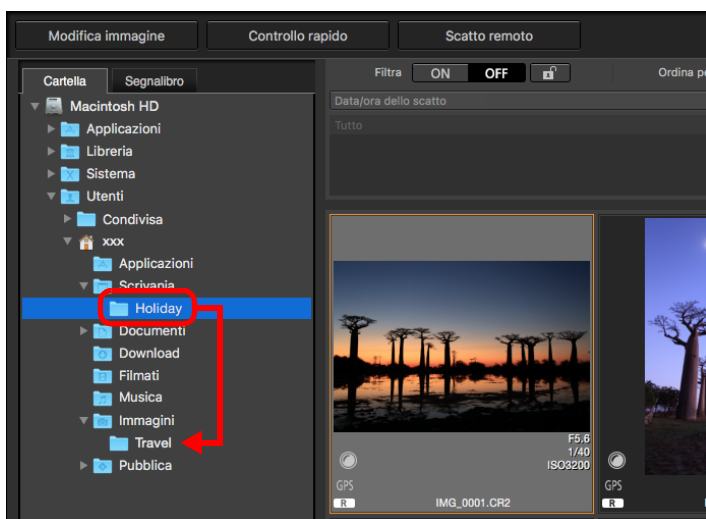 Modifica immagine
Controllo rapido
Scatto remoto
Cartella
Segnalibro
Macintosh HD
Applicazioni
Libreria
Sistema
Utenti
Condivisa
xxx
Applicazioni
Scrivania
Holiday
Documenti
Download
Filmati
Musica
Immagini
Travel
Pubblica
Filtra
ON
OFF
Ordina pe
Data/ora dello scatto
Tutto
F5.6
1/40
ISO3200
GPS
R
IMG_0001.CR2
GPS
R